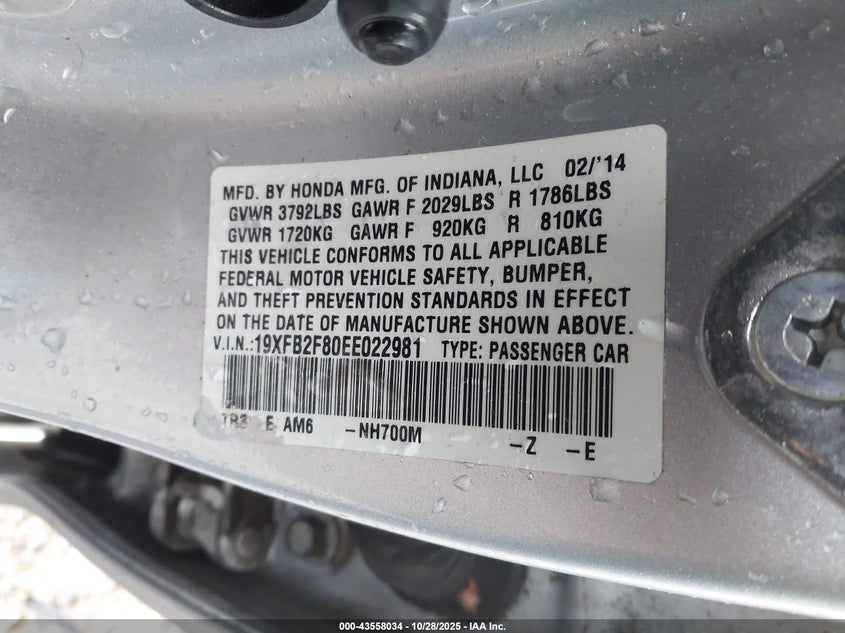 MFD. BY HONDA MFG. OF INDIANA, LLC 02/'14
GVWR 3792LBS GAWR F 2029LBS R 1786LBS
GVWR 1720KG GAWR F 920KG R 810KG
THIS VEHICLE CONFORMS TO ALL APPLICABLE
FEDERAL MOTOR VEHICLE SAFETY, BUMPER,
AND THEFT PREVENTION STANDARDS IN EFFECT
ON THE DATE OF MANUFACTURE SHOWN ABOVE.
V.I.N.:19XFB2F80EE022981 TYPE: PASSENGER CAR
TR3 E AM6 -NH700M -Z -E
000-43558034 - 10/28/2025 - IAA Inc.